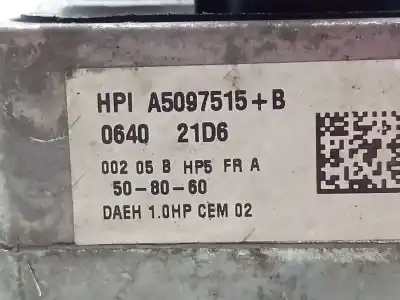 HPI A5097515+B
0640 21D6
002 05 B HP5 FR A
50-80-60
DAEH 1.0HP CEM 02